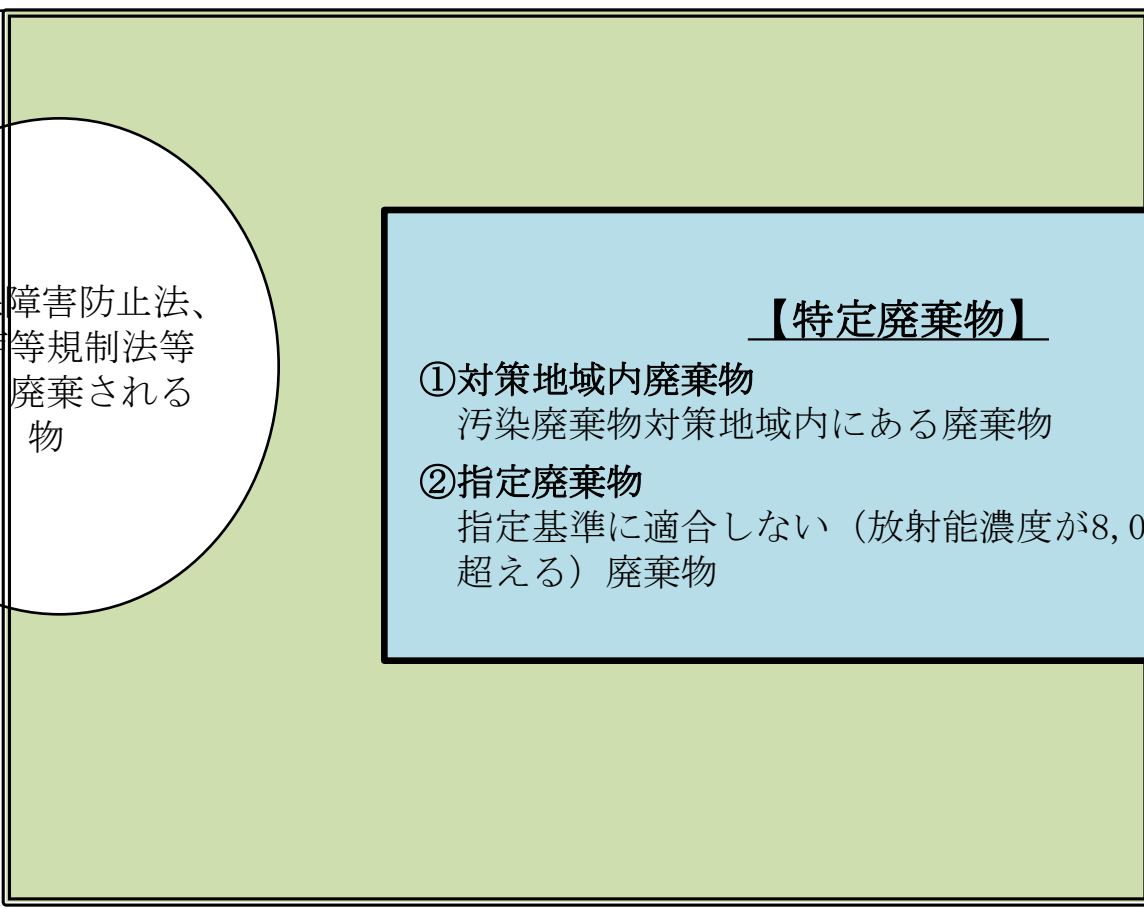 障害防止法、
等規制法等
廃棄される
物
【特定廃棄物】
①対策地域内廃棄物
汚染廃棄物対策地域内にある廃棄物
②指定廃棄物
指定基準に適合しない（放射能濃度が8,0
超える）廃棄物